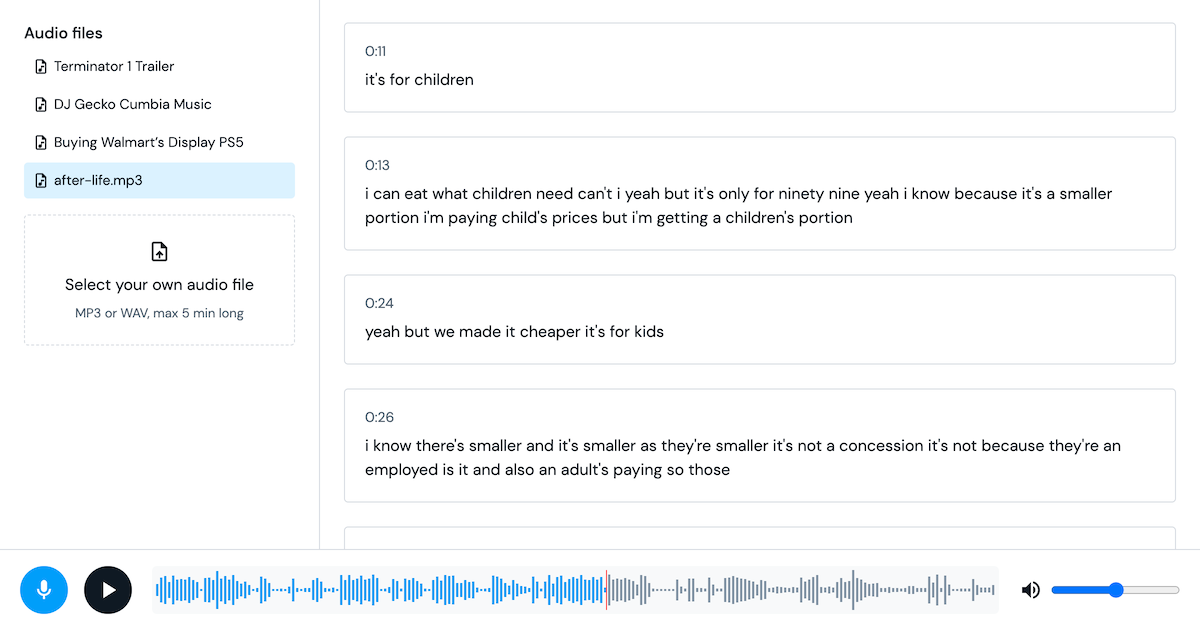 Audio files
Terminator 1 Trailer
DJ Gecko Cumbia Music
Buying Walmart’s Display PS5
after-life.mp3
Select your own audio file
MP3 or WAV, max 5 min long
0:11
it's for children
0:13
i can eat what children need can't i yeah but it's only for ninety nine yeah i know because it's a smaller
portion i'm paying child's prices but i'm getting a children's portion
0:24
yeah but we made it cheaper it's for kids
0:26
i know there's smaller and it's smaller as they're smaller it's not a concession it's not because they're an
employed is it and also an adult's paying so those